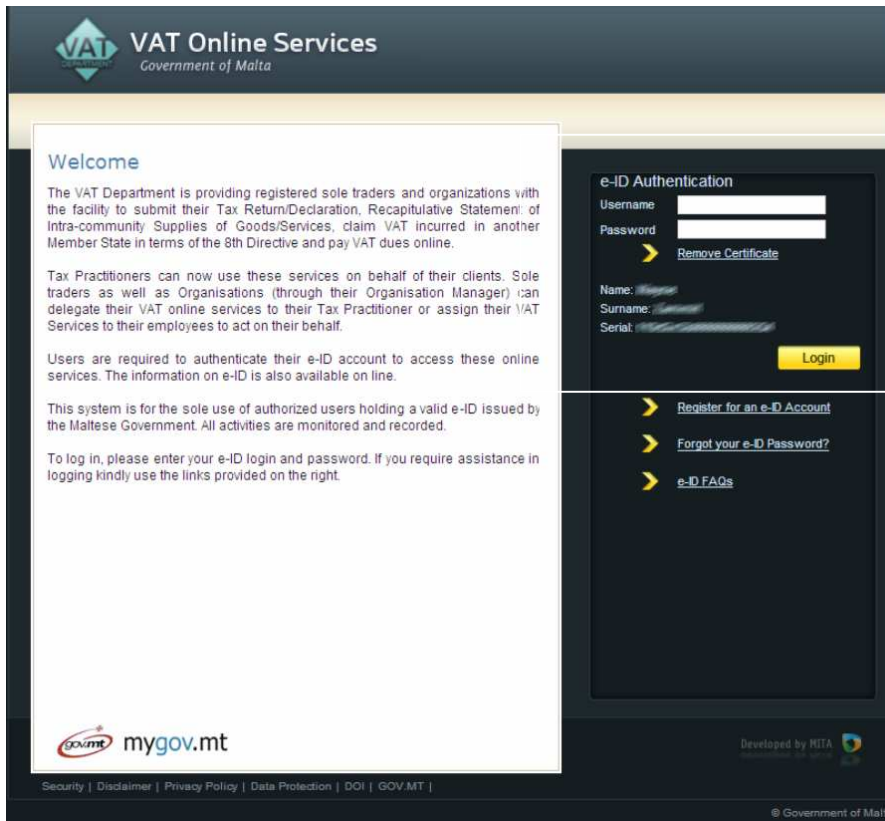 VAT
DEPARTMENT
VAT Online Services
Government of Malta
Welcome
The VAT Department is providing registered sole traders and organizations with
the facility to submit their Tax Return/Declaration, Recapitulative Statement of
Intra-community Supplies of Goods/Services, claim VAT incurred in another
Member State in terms of the 8th Directive and pay VAT dues online.
Tax Practitioners can now use these services on behalf of their clients. Sole
traders as well as Organisations (through their Organisation Manager) can
delegate their VAT online services to their Tax Practitioner or assign their VAT
Services to their employees to act on their behalf.
Users are required to authenticate their e-ID account to access these online
services. The information on e-ID is also available on line.
This system is for the sole use of authorized users holding a valid e-ID issued by
the Maltese Government. All activities are monitored and recorded.
To log in, please enter your e-ID login and password. If you require assistance in
logging kindly use the links provided on the right.
gov.mt mygov.mt
e-ID Authentication
Username
Password
Remove Certificate
Name:
Surname:
Serial:
Login
Register for an e-ID Account
Forgot your e-ID Password?
e-ID FAQs
Developed by MITA
Security | Disclaimer | Privacy Policy | Data Protection | DOI | GOV.MT |
© Government of Malt